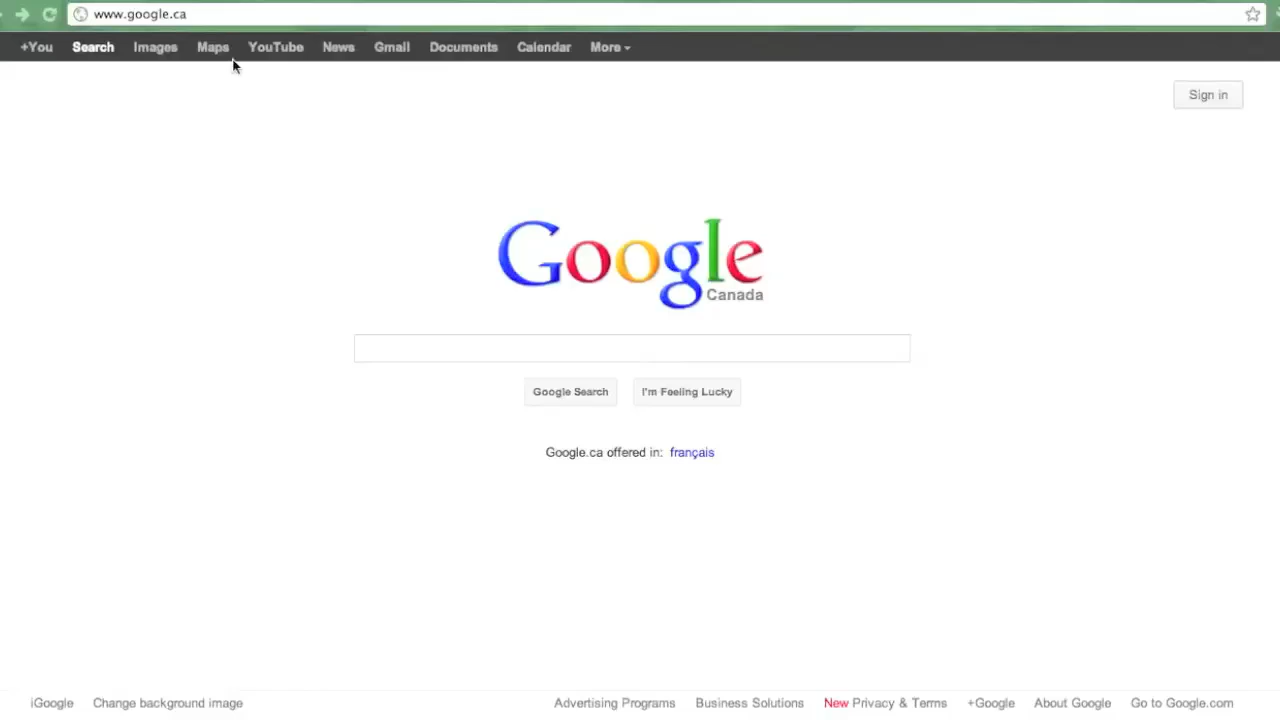 www.google.ca
+You Search Images Maps YouTube News Gmail Documents Calendar More
Sign in
Google
Canada
Google Search I'm Feeling Lucky
Google.ca offered in: français
iGoogle Change background image Advertising Programs Business Solutions New Privacy & Terms +Google About Google Go to Google.com